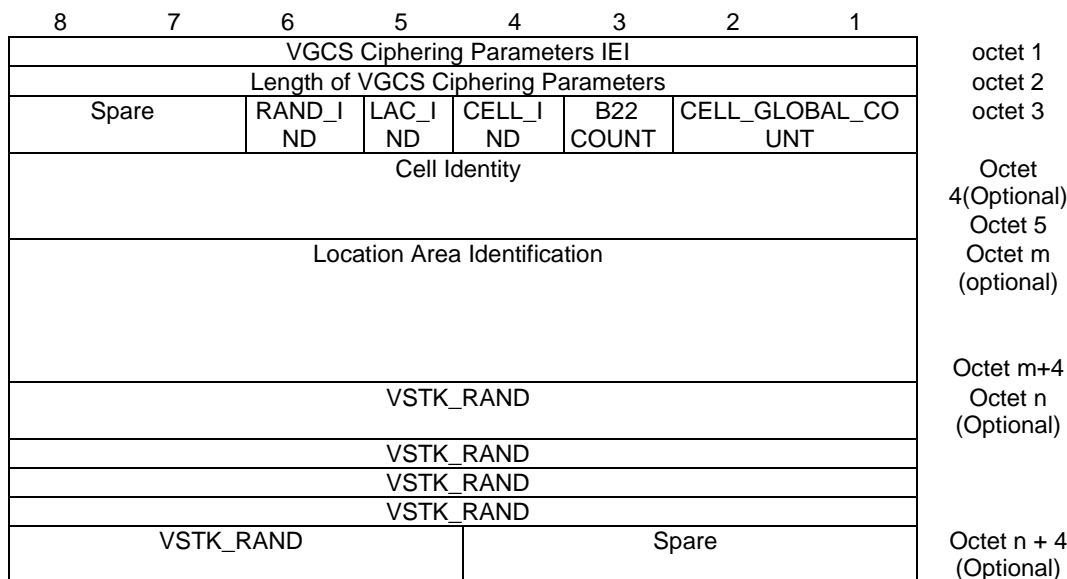 8 7 6 5 4 3 2 1
VGCS Ciphering Parameters IEI octet 1
Length of VGCS Ciphering Parameters octet 2
Spare RAND_I LAC_I CELL_I B22 CELL_GLOBAL_CO octet 3
ND ND ND COUNT UNT
Cell Identity Octet
4(Optional)
Octet 5
Location Area Identification Octet m
(optional)
Octet m+4
VSTK_RAND Octet n
(Optional)
VSTK_RAND
VSTK_RAND
VSTK_RAND
VSTK_RAND Spare Octet n + 4
(Optional)